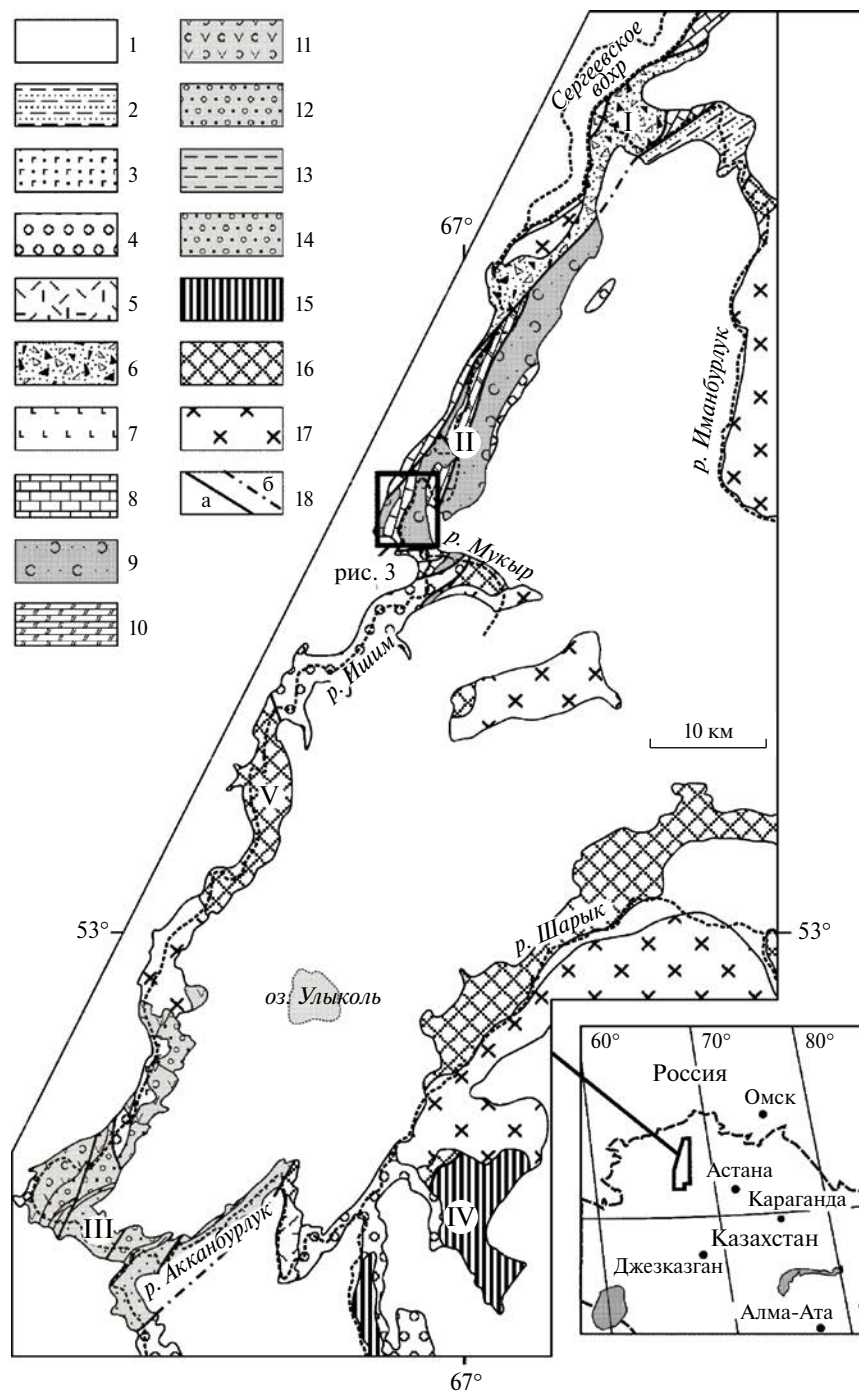 1
2
3
4
5
6
7
8
9
10
11
12
13
14
15
16
17
а
б
18
Сергеевское
вдхр
I
67°
р. Иманбурлук
II
р. Мукыр
рис. 3
р. Ишим
10 км
V
53°
р. Шарык
53°
оз. Улыколь
III
р. Акканбурлук
IV
67°
60°
70°
80°
Россия
Омск
Астана
Караганда
Казахстан
Джезказган
Алма-Ата